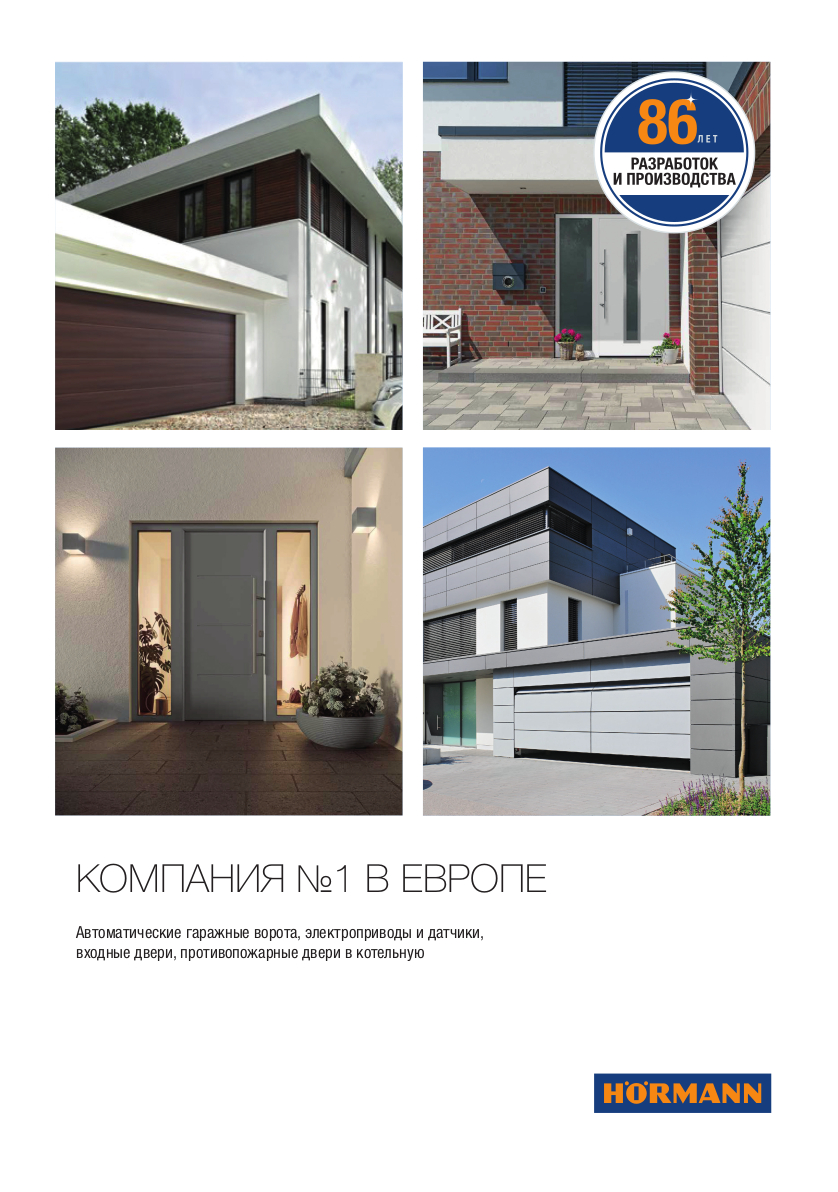 86 ЛЕТ
РАЗРАБОТОК
И ПРОИЗВОДСТВА
КОМПАНИЯ №1 В ЕВРОПЕ
Автоматические гаражные ворота, электроприводы и датчики,
входные двери, противопожарные двери в котельную
HÖRMANN